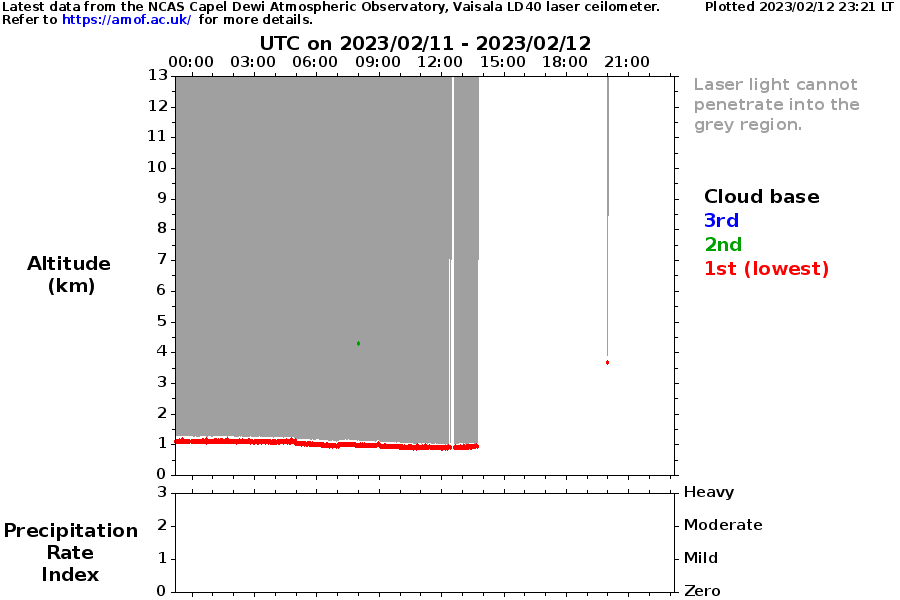 Latest data from the NCAS Capel Dewi Atmospheric Observatory, Vaisala LD40 laser ceilometer. Plotted 2023/02/12 23:21 LT
Refer to https://amof.ac.uk/ for more details.
UTC on 2023/02/11 - 2023/02/12
00:00 03:00 06:00 09:00 12:00 15:00 18:00 21:00
13
12
11
10
9
8
7
6
5
4
3
2
1
0
Altitude
(km)
Laser light cannot
penetrate into the
grey region.
Cloud base
3rd
2nd
1st (lowest)
3 Heavy
2 Moderate
1 Mild
0 Zero
Precipitation
Rate
Index